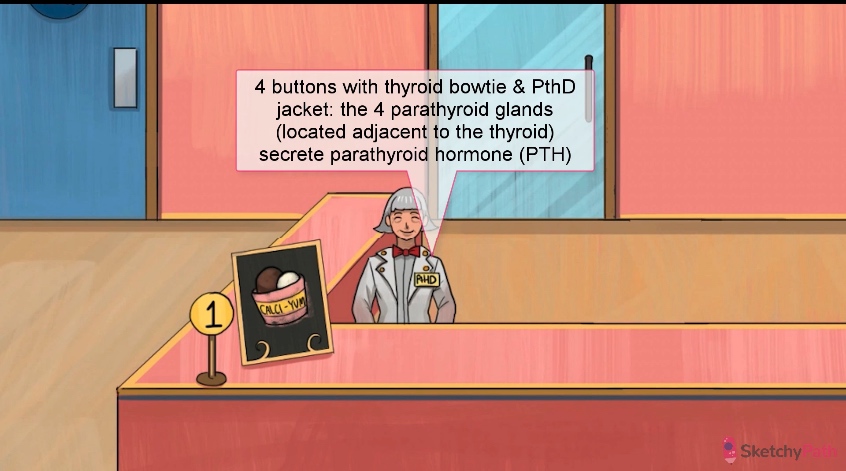 4 buttons with thyroid bowtie & PthD
jacket: the 4 parathyroid glands
(located adjacent to the thyroid)
secrete parathyroid hormone (PTH)
PtHD
CALCI-YUM
1
SketchyPath